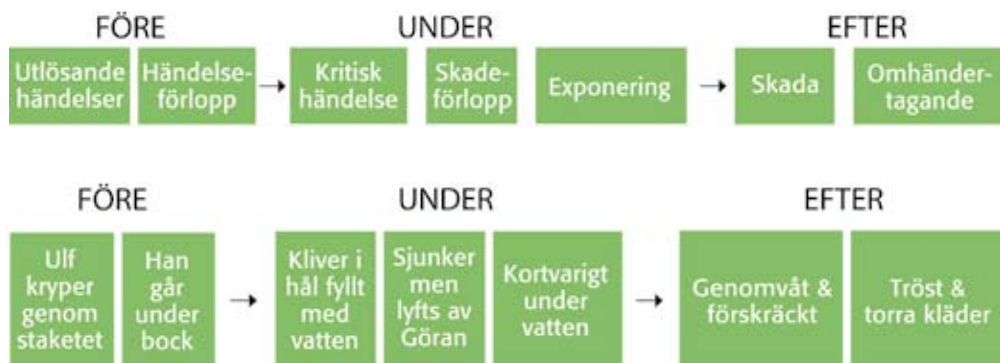 FÖRE
UNDER
EFTER
Utlösande
händelser
Händelse-
förlopp
Kritisk
händelse
Skade-
förlopp
Exponering
Skada
Omhänder-
tagande
FÖRE
UNDER
EFTER
Ulf
kryper
genom
staketet
Han
går
under
bock
Kliver i
hål fyllt
med
vatten
Sjunker
men
lyfts av
Göran
Kortvarigt
under
vatten
Genomvåt &
förskräckt
Tröst &
torra kläder